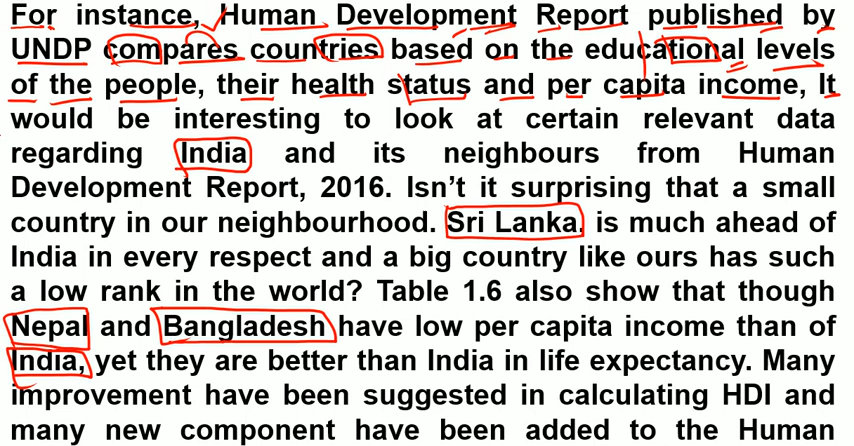 For instance, Human Development Report published by
UNDP compares countries based on the educational levels
of the people, their health status and per capita income, It
would be interesting to look at certain relevant data
regarding India and its neighbours from Human
Development Report, 2016. Isn't it surprising that a small
country in our neighbourhood. Sri Lanka. is much ahead of
India in every respect and a big country like ours has such
a low rank in the world? Table 1.6 also show that though
Nepal and Bangladesh have low per capita income than of
India, yet they are better than India in life expectancy. Many
improvement have been suggested in calculating HDI and
many new component have been added to the Human